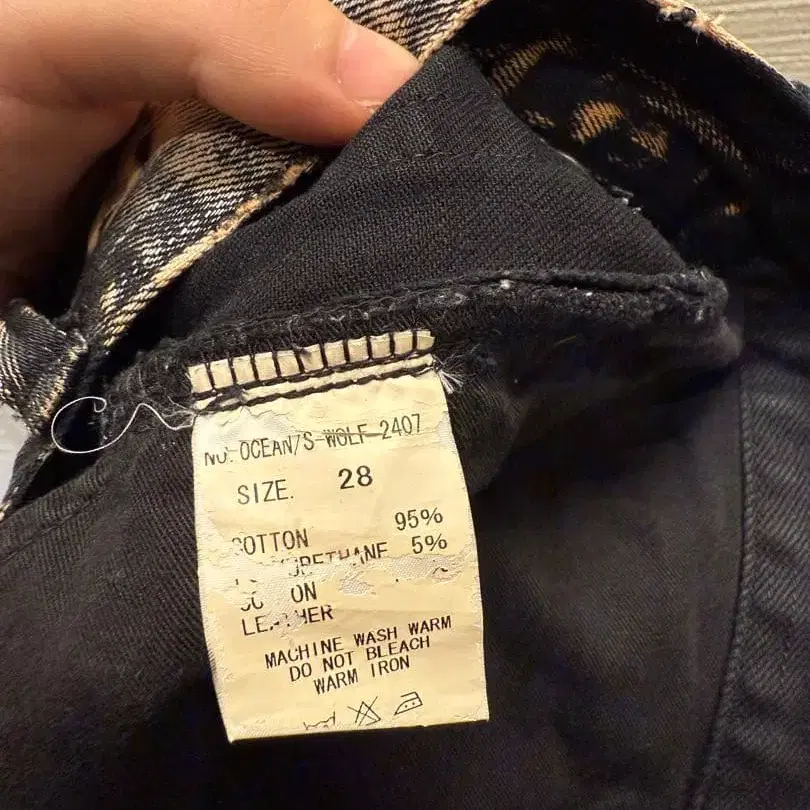 NO. OCEAN/S-WOLF-2407
SIZE. 28
COTTON 95%
5%
LEATHER
MACHINE WASH WARM
DO NOT BLEACH
WARM IRON